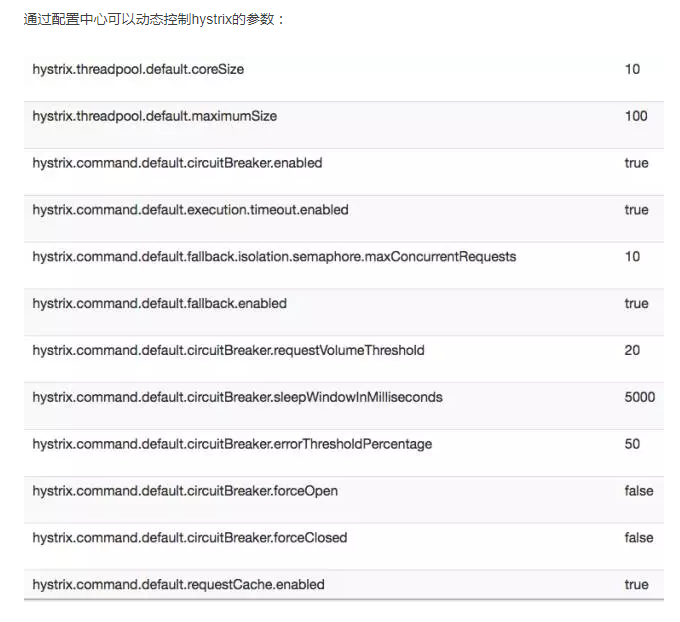 通过配置中心可以动态控制hystrix的参数：
hystrix.threadpool.default.coreSize 10
hystrix.threadpool.default.maximumSize 100
hystrix.command.default.circuitBreaker.enabled true
hystrix.command.default.execution.timeout.enabled true
hystrix.command.default.fallback.isolation.semaphore.maxConcurrentRequests 10
hystrix.command.default.fallback.enabled true
hystrix.command.default.circuitBreaker.requestVolumeThreshold 20
hystrix.command.default.circuitBreaker.sleepWindowInMilliseconds 5000
hystrix.command.default.circuitBreaker.errorThresholdPercentage 50
hystrix.command.default.circuitBreaker.forceOpen false
hystrix.command.default.circuitBreaker.forceClosed false
hystrix.command.default.requestCache.enabled true